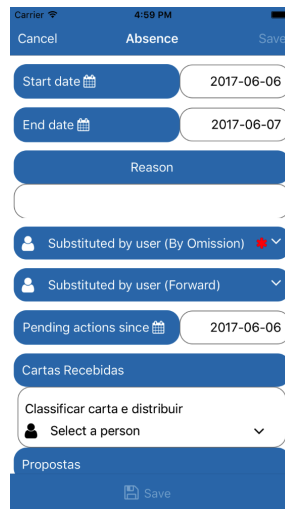 Carrier 4:59 PM
Cancel Absence Save
Start date 2017-06-06
End date 2017-06-07
Reason
Substituted by user (By Omission)
Substituted by user (Forward)
Pending actions since 2017-06-06
Cartas Recebidas
Classificar carta e distribuir
Select a person
Propostas
Save